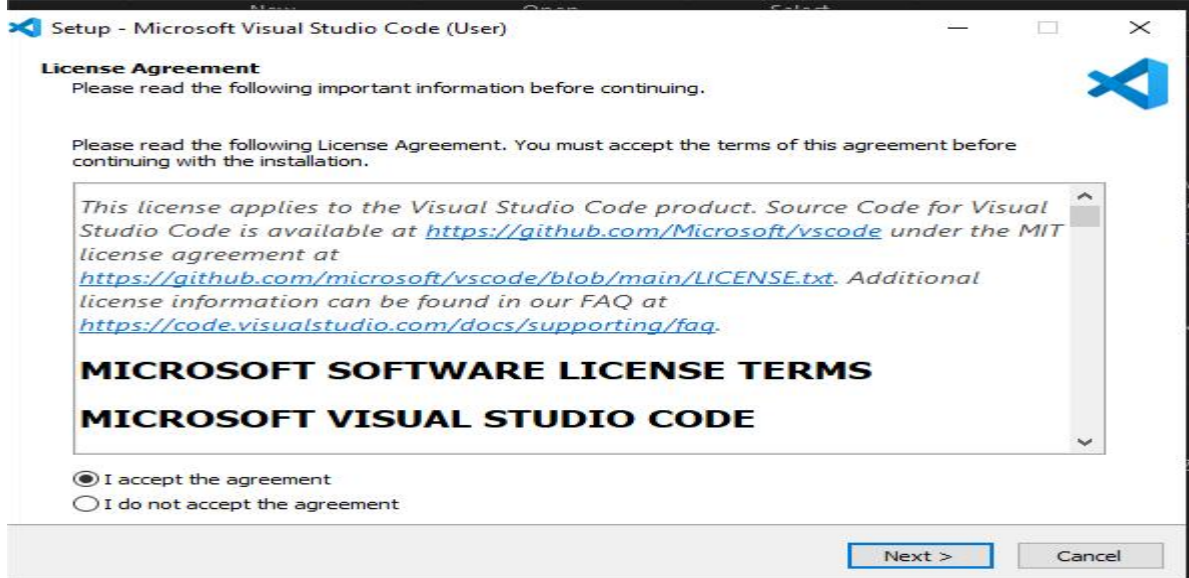 Setup - Microsoft Visual Studio Code (User)
License Agreement
Please read the following important information before continuing.
Please read the following License Agreement. You must accept the terms of this agreement before
continuing with the installation.
This license applies to the Visual Studio Code product. Source Code for Visual
Studio Code is available at https://github.com/Microsoft/vscode under the MIT
license agreement at
https://github.com/microsoft/vscode/blob/main/LICENSE.txt. Additional
license information can be found in our FAQ at
https://code.visualstudio.com/docs/supporting/faq.
MICROSOFT SOFTWARE LICENSE TERMS
MICROSOFT VISUAL STUDIO CODE
I accept the agreement
I do not accept the agreement
Next >
Cancel